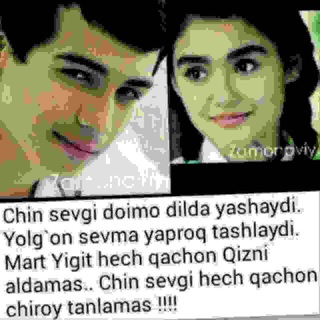 Zamonaviy
Chin sevgi doimo dilda yashaydi.
Yolg`on sevma yaproq tashlaydi.
Mart Yigit hech qachon Qizni
aldamas.. Chin sevgi hech qachon
chiroy tanlamas !!!!